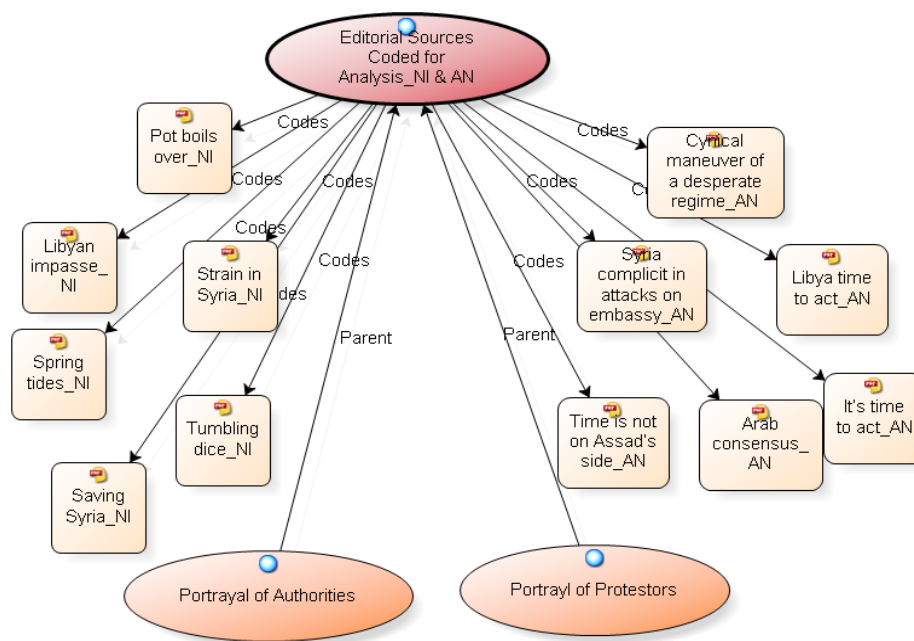 Editorial Sources
Coded for
Analysis_NI & AN
Pot boils
over_NI
Codes
Codes
Cynical
maneuver of
a desperate
regime_AN
Codes
Codes
Libyan
impasse_
NI
Strain in
Syria_NI
Codes
Codes
Codes
Syria
complicit in
attacks on
embassy_AN
Libya time
to act_AN
Spring
tides_NI
Parent
Parent
Tumbling
dice_NI
Time is not
on Assad's
side_AN
Arab
consensus_
AN
It's time
to act_AN
Saving
Syria_NI
Portrayal of Authorities
Portrayl of Protestors